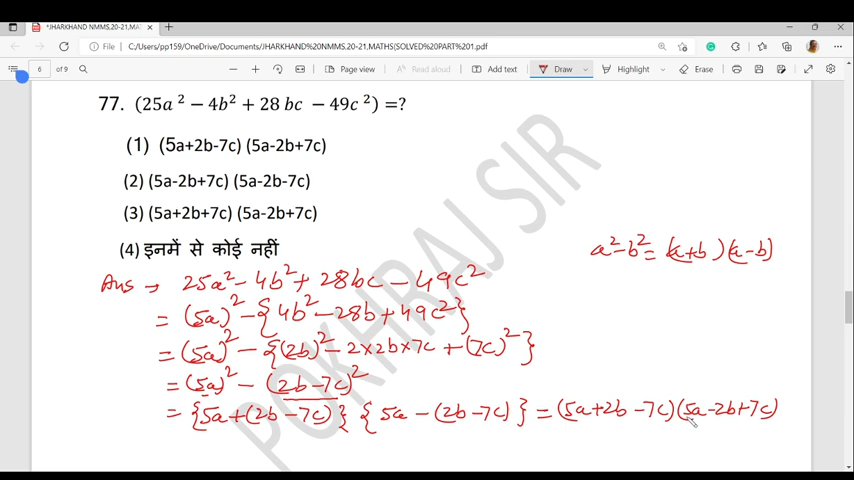 *JHARKHAND NMMS,20-21,MATH
File
C:/Users/pp159/OneDrive/Documents/JHARKHAND%20NMMS,20-21,MATHS(SOLVED%20PART%201.pdf
6 of 9
Page view
Read aloud
Add text
Draw
Highlight
Erase
77. (25a² − 4b² + 28 bc − 49c²) =?
(1) (5a+2b-7c) (5a-2b+7c)
(2) (5a-2b+7c) (5a-2b-7c)
(3) (5a+2b+7c) (5a-2b+7c)
(4) इनमें से कोई नहीं
a²-b² = (a+b)(a-b)
Ans → 25a² - 4b² + 28bc - 49c²
= (5a)² - {4b² - 28b + 49c²}
= (5a)² - {(2b)² - 2×2b×7c + (7c)²}
= (5a)² - (2b-7c)²
= {5a+(2b-7c)} {5a-(2b-7c)} = (5a+2b-7c)(5a-2b+7c)
POKHRAJ SIR